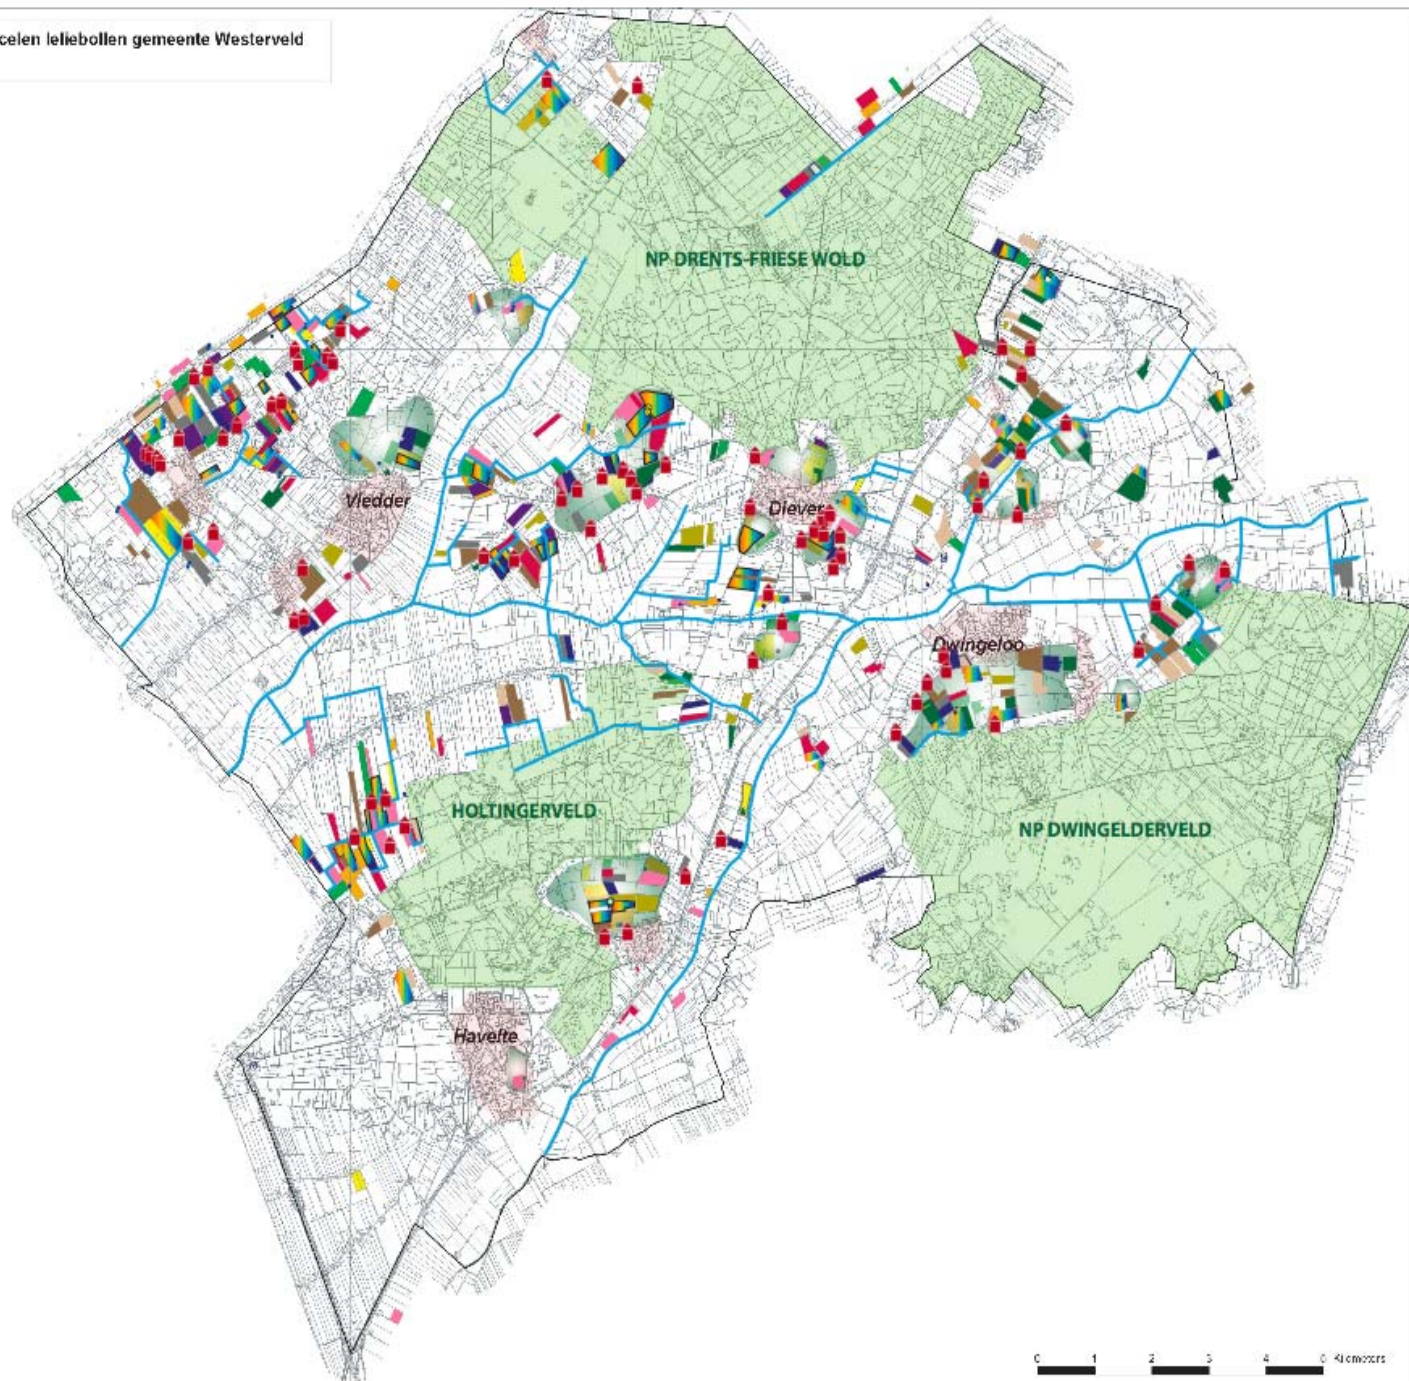 celen leliebollen gemeente Westerveld
NP DRENTS-FRIESE WOLD
Vledder
Diever
Dwingeloo
HOLTINGERVELD
NP DWINGELDERVELD
Havelte
0 1 2 3 4 Kilometers